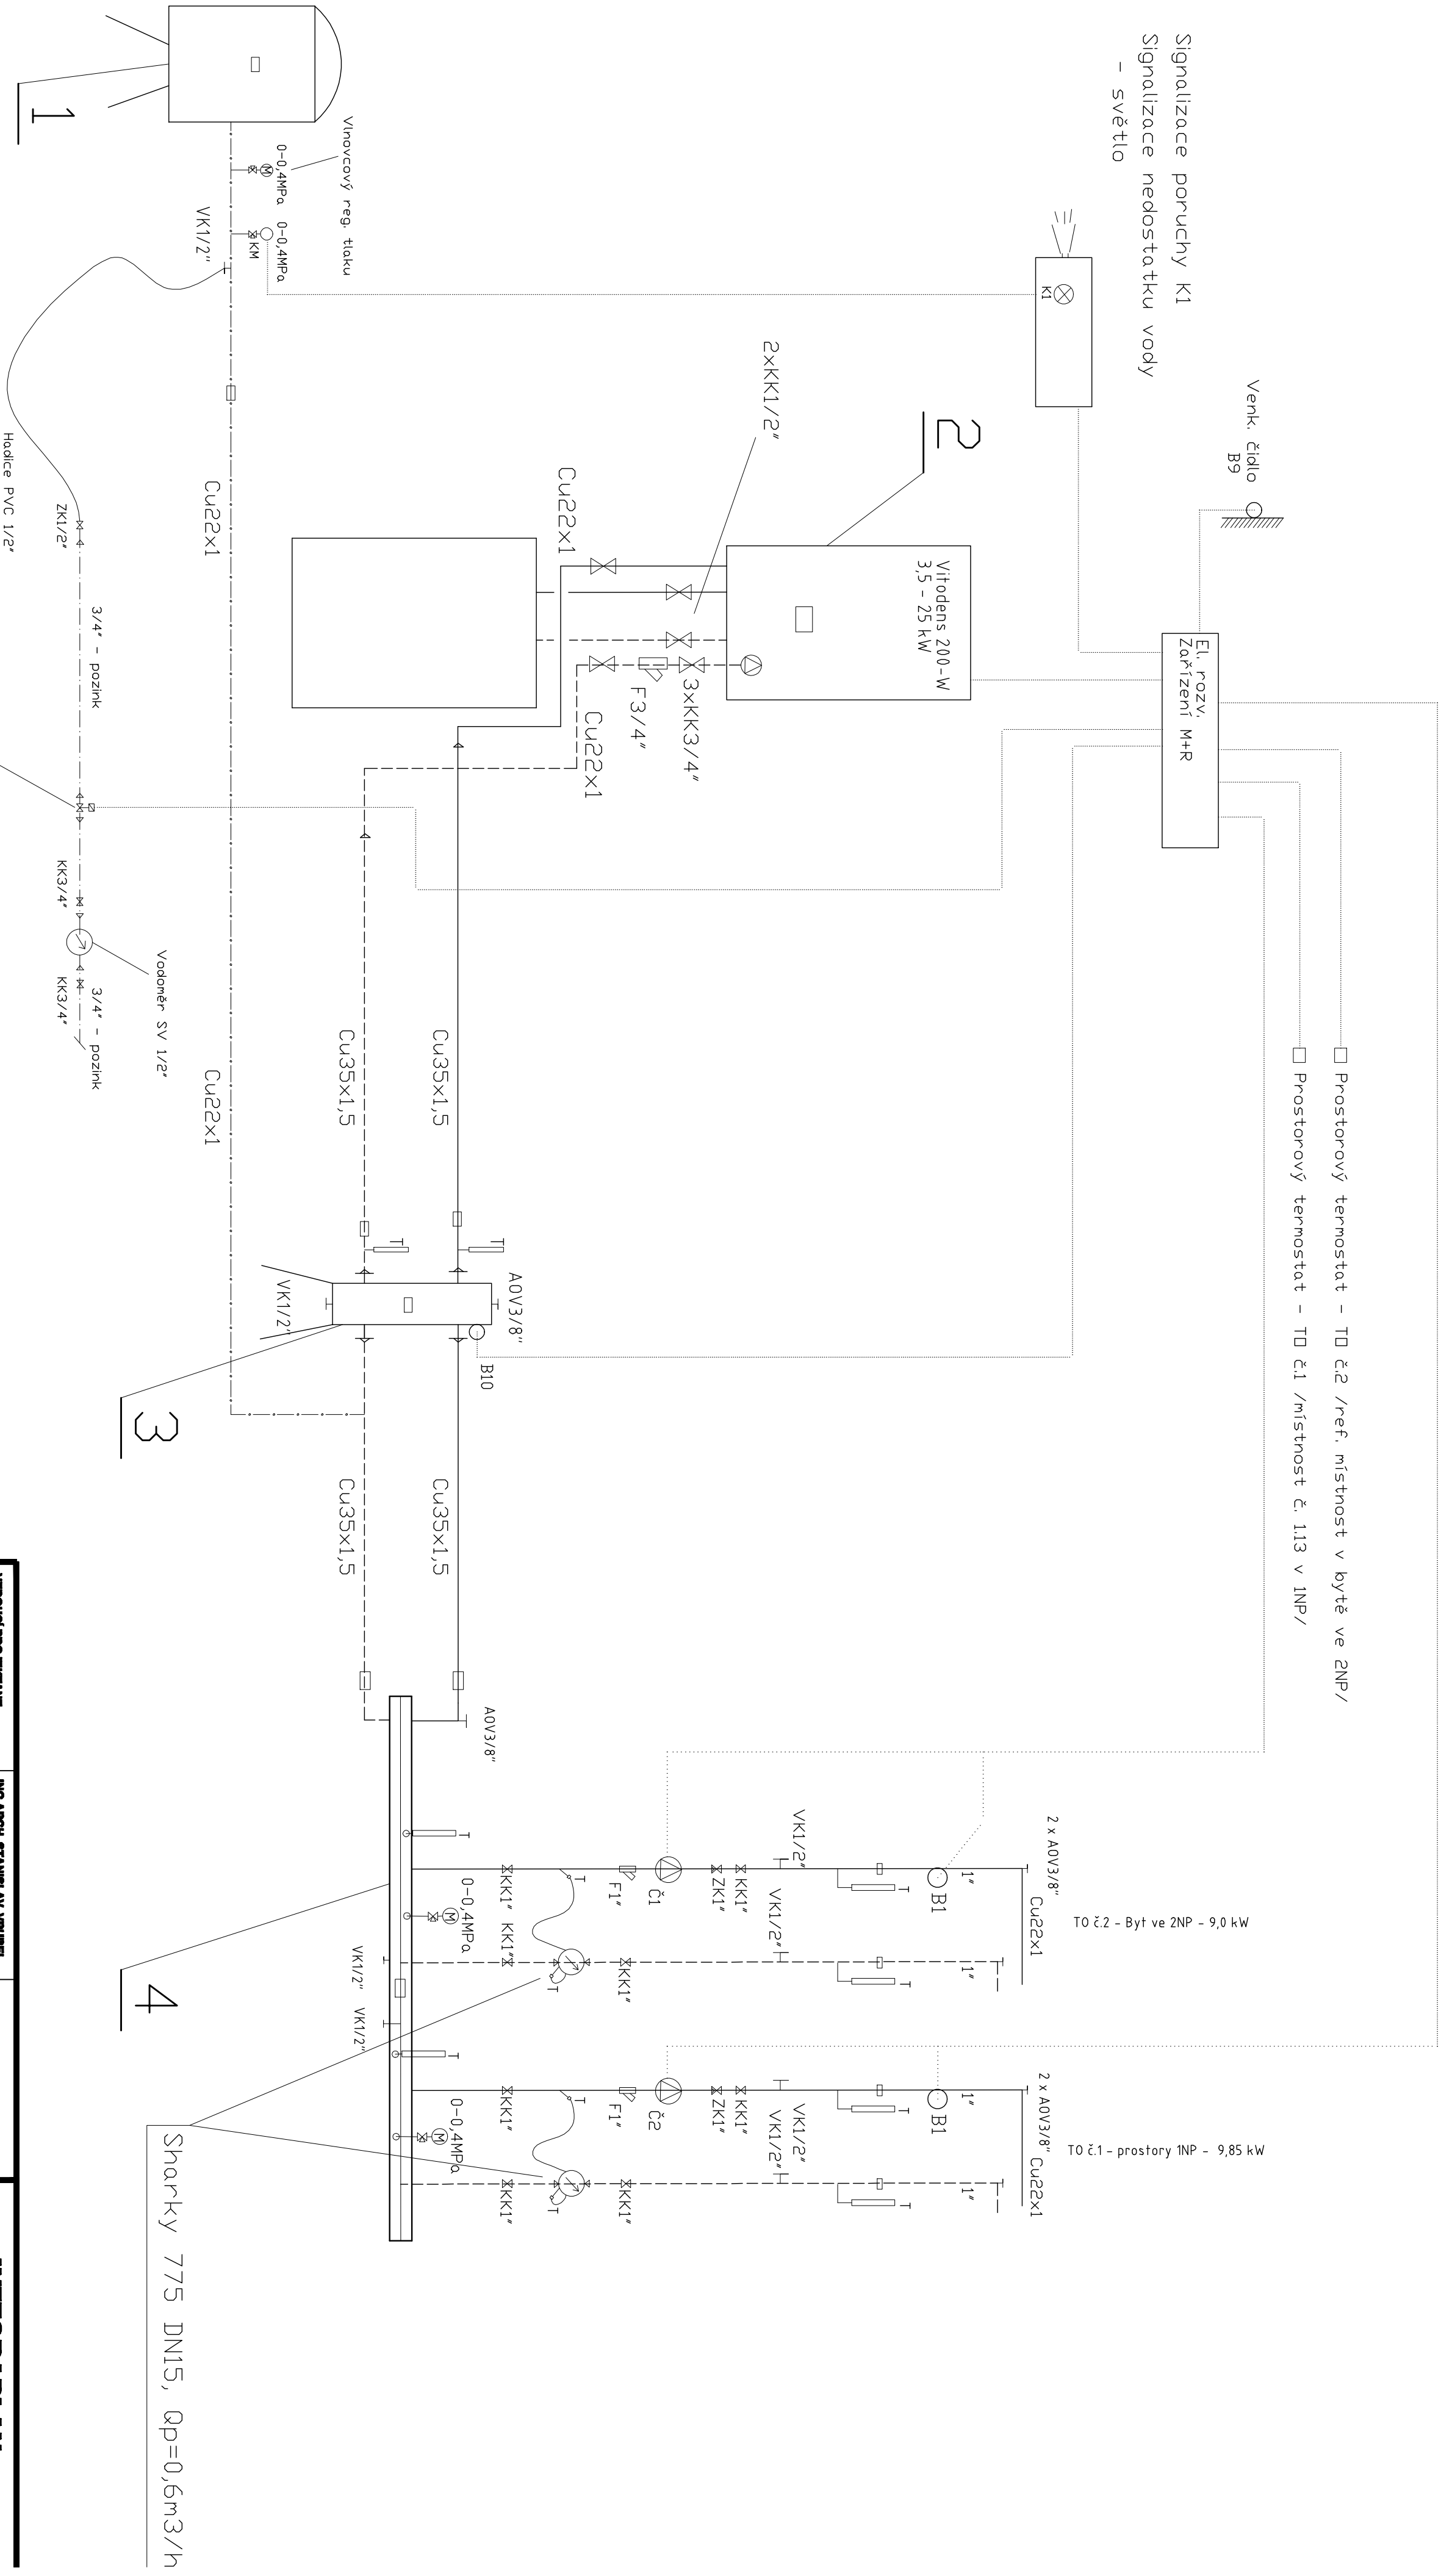 Signalizace poruchy K1
Signalizace nedostatku vody
- světlo
Venk. čidlo
B9
K1
El. rozv.
Zařízení M+R
Prostorový termostat - TO č.2 /ref. místnost v bytě ve 2NP/
Prostorový termostat - TO č.1 /místnost č. 1.13 v 1NP/
2
Vitodens 200-W
3,5 - 25 kW
2xKK1/2"
3xKK3/4"
F3/4"
Cu22x1
Cu22x1
1
Vlnovcový reg. tlaku
0-0,4MPa
0-0,4MPa
M
KM
VK1/2"
Cu22x1
Cu22x1
Hadice PVC 1/2"
ZK1/2"
3/4" - pozink
KK3/4"
Vodoměr SV 1/2"
KK3/4"
3/4" - pozink
Cu35x1,5
Cu35x1,5
T
T
AOV3/8"
B10
VK1/2"
3
Cu35x1,5
Cu35x1,5
AOV3/8"
2 x AOV3/8"
TO č.2 - Byt ve 2NP - 9,0 kW
Cu22x1
1"
1"
B1
T
T
VK1/2"
VK1/2"
KK1"
ZK1"
Č1
F1"
KK1"
T
T
KK1"
KK1"
T
0-0,4MPa
M
VK1/2"
VK1/2"
2 x AOV3/8"
TO č.1 - prostory 1NP - 9,85 kW
Cu22x1
1"
1"
B1
T
T
VK1/2"
VK1/2"
KK1"
ZK1"
Č2
F1"
KK1"
T
T
KK1"
KK1"
T
0-0,4MPa
M
4
Sharky 775 DN15, Qp=0,6m3/h